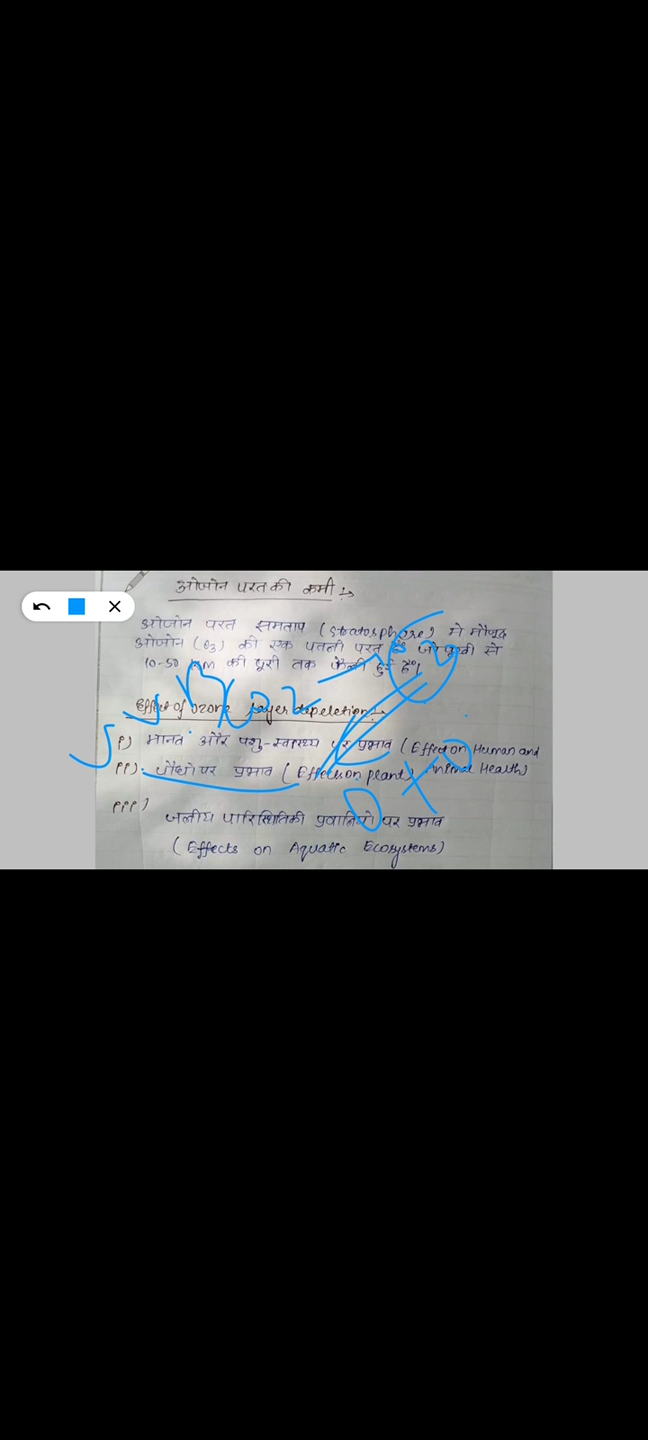 ओजोन परत की कमी :→
ओजोन परत समताप (stratosphere) मे मौजूद
ओजोन (O3) की एक पतली परत है जो पृथ्वी से
10-50 km की दूरी तक फैली हुई है।
Effect of ozone layer depeletion :→
i) मानव और पशु-स्वास्थ्य पर प्रभाव (Effect on Human and
ii) पौधो पर प्रभाव (Effects on plant) Animal Health)
iii)
जलीय पारिस्थितिकी प्रणालियो पर प्रभाव
(Effects on Aquatic Ecosystems)